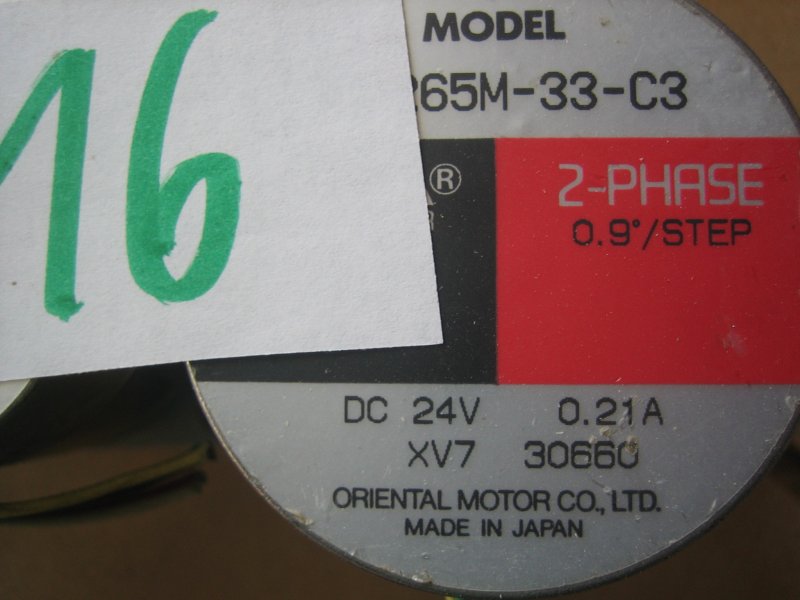 16
MODEL
265M-33-C3
®
2-PHASE
0.9°/STEP
DC 24V 0.21A
XV7 30660
ORIENTAL MOTOR CO., LTD.
MADE IN JAPAN